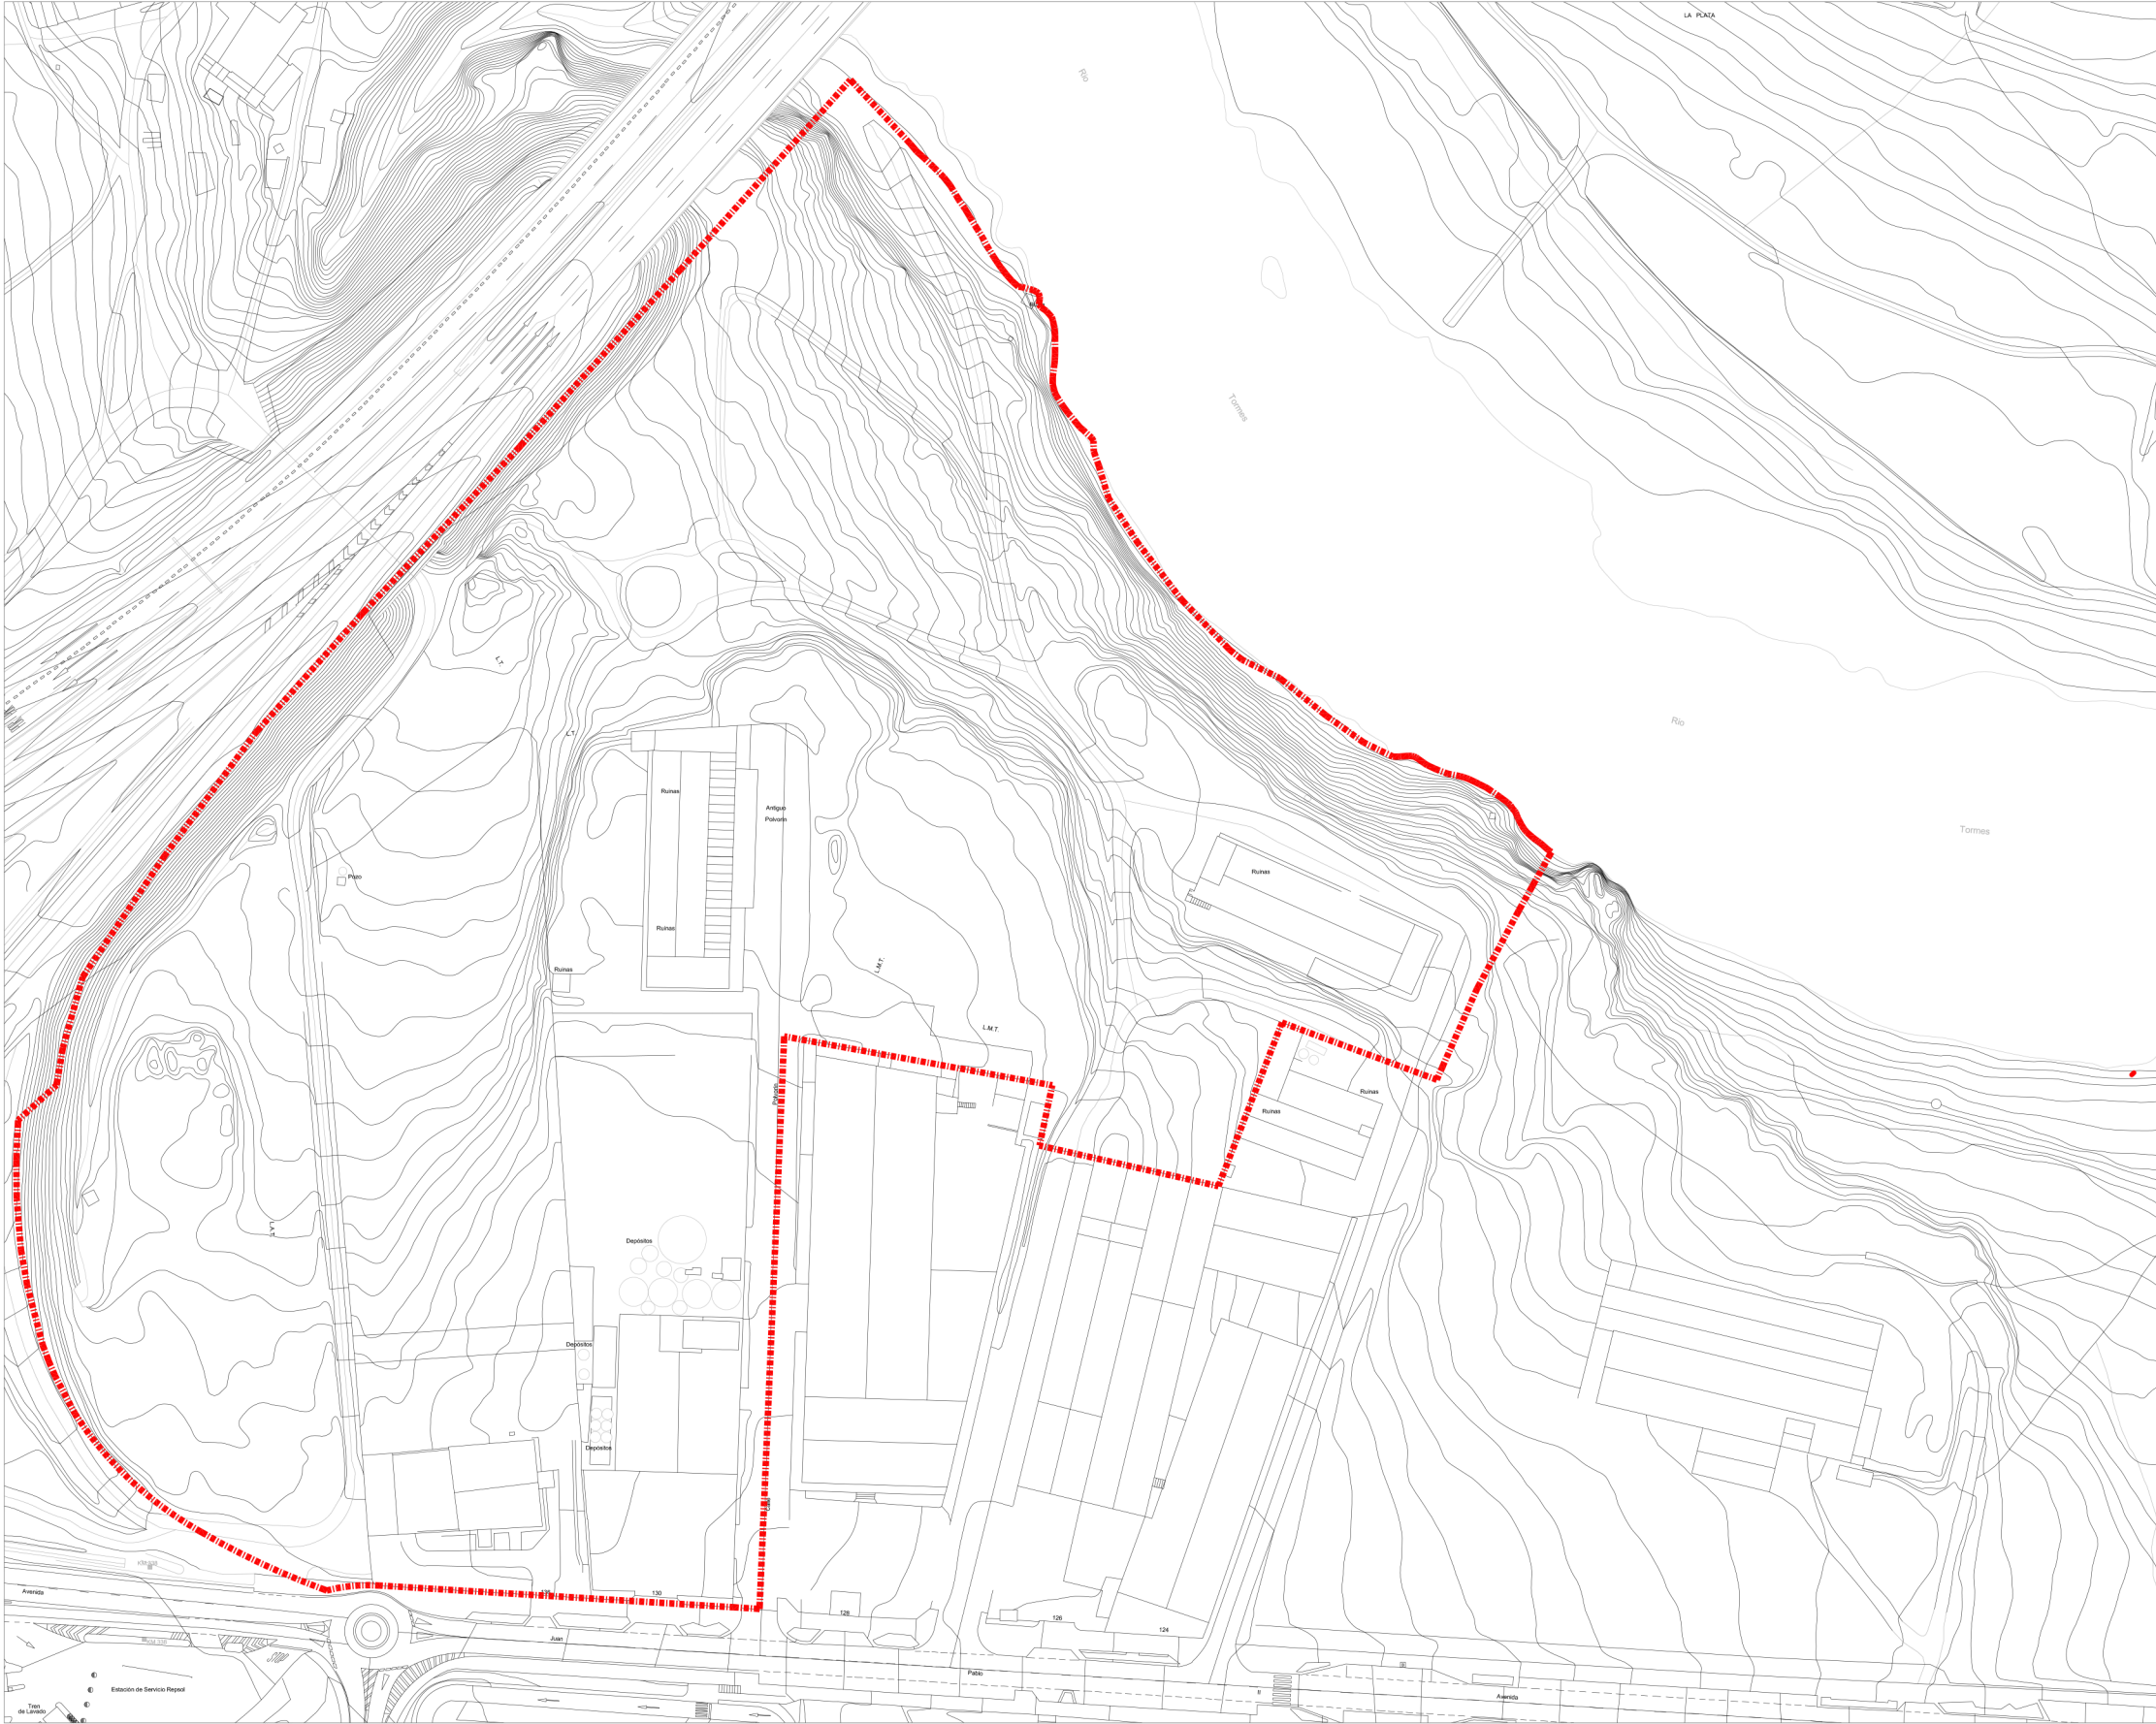 LA PLATA
Río
Tormes
L.T.
Río
L.T.
Ruinas
Antiguo
Polvorín
Tormes
Ruinas
Pozo
Ruinas
L.M.T.
Ruinas
L.M.T.
Ruinas
Ruinas
Depósitos
Depósitos
Depósitos
Avenida
130
128
126
124
Juan
Pablo
II
Avenida
Estación de Servicio Repsol
Tren
de Lavado